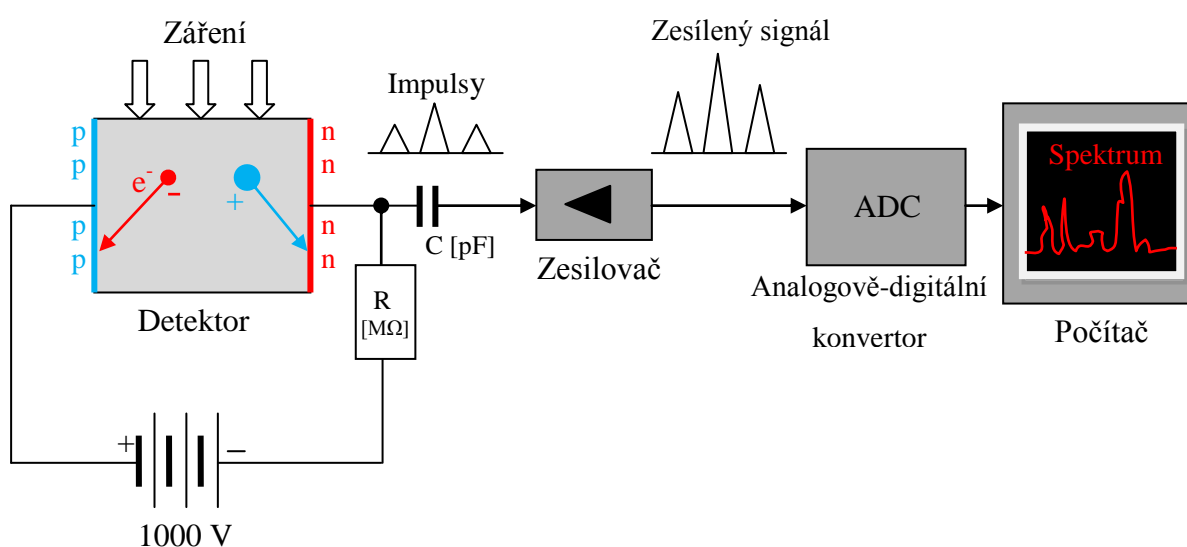 Záření
Impulsy
Zesílený signál
p
p
p
p
e-
−
+
n
n
n
n
C [pF]
R
[MΩ]
Detektor
Zesilovač
ADC
Analogově-digitální
konvertor
Spektrum
Počítač
+
−
1000 V